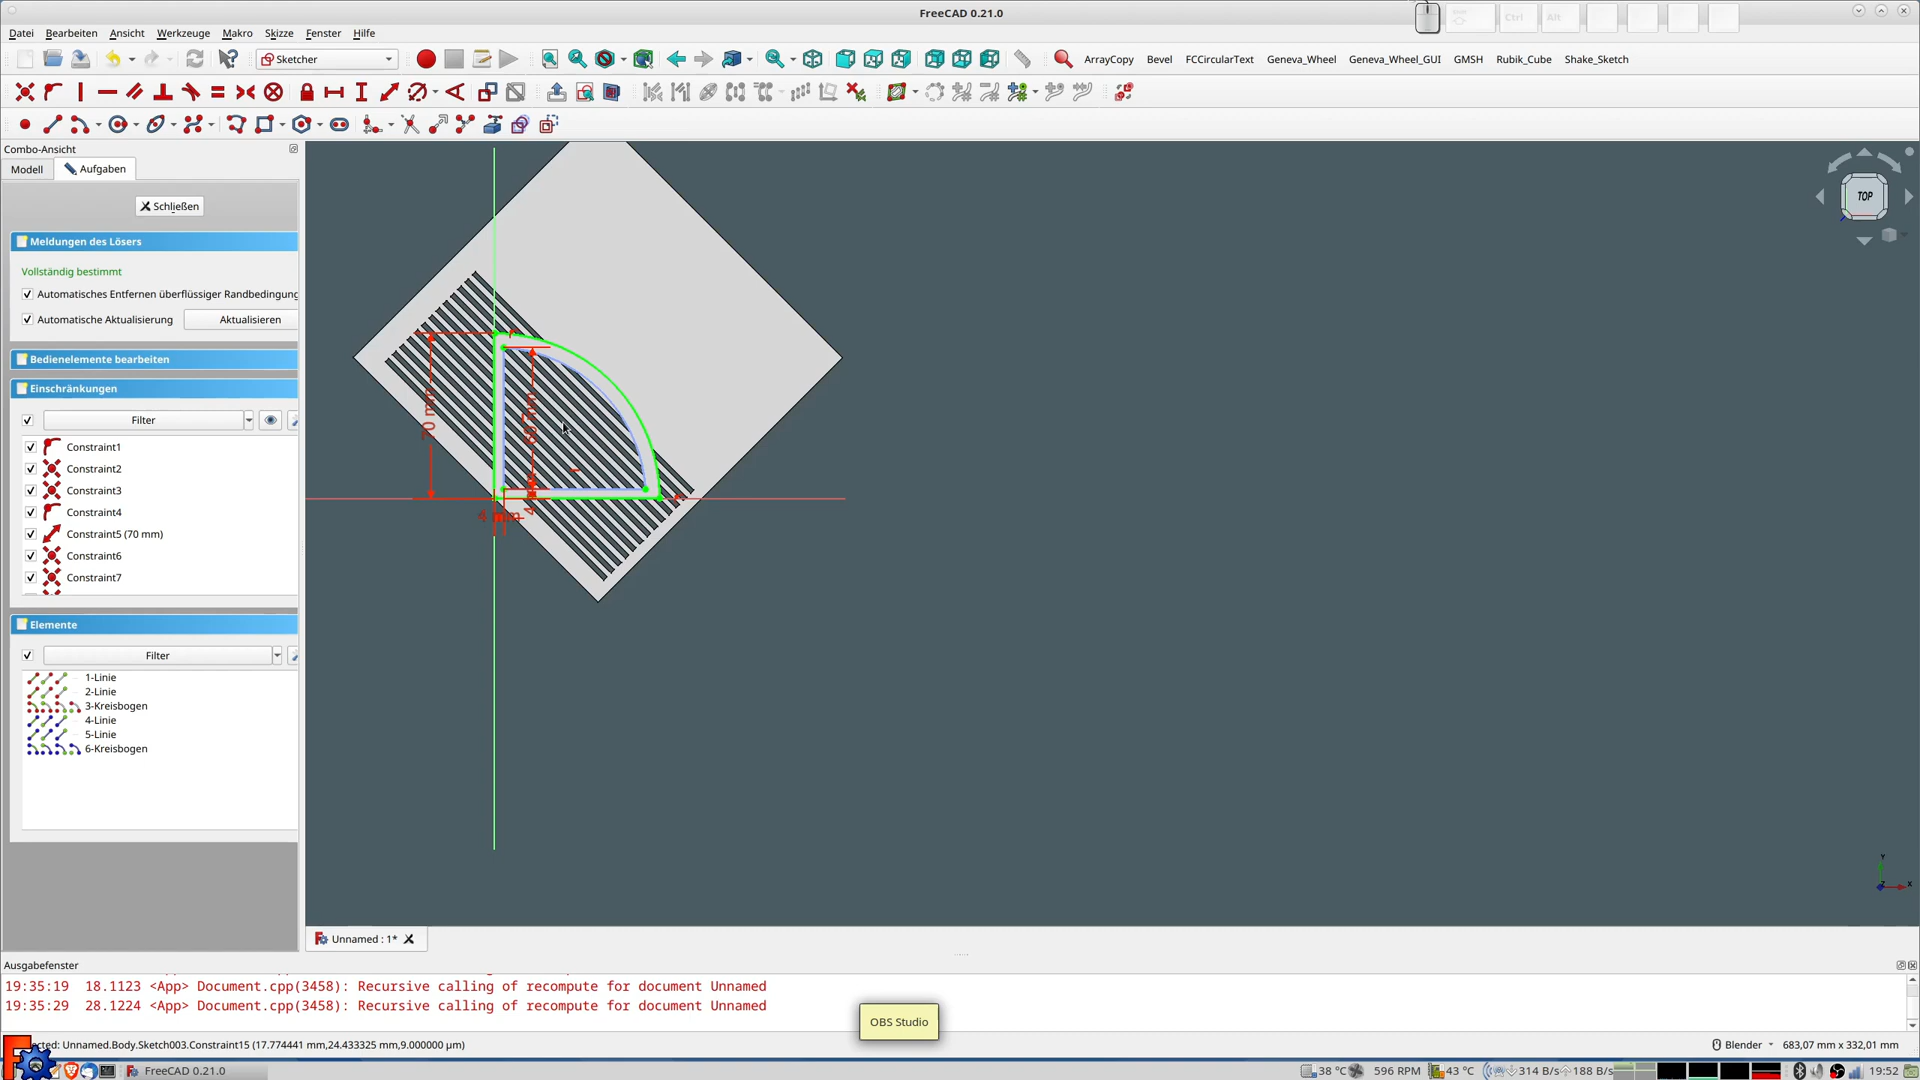 FreeCAD 0.21.0
Ctrl
Alt
Datei Bearbeiten Ansicht Werkzeuge Makro Skizze Fenster Hilfe
Sketcher
ArrayCopy Bevel FCCircularText Geneva_Wheel Geneva_Wheel_GUI GMSH Rubik_Cube Shake_Sketch
Combo-Ansicht
Modell Aufgaben
Schließen
Meldungen des Lösers
Vollständig bestimmt
Automatisches Entfernen überflüssiger Randbedingung
Automatische Aktualisierung Aktualisieren
Bedienelemente bearbeiten
Einschränkungen
Filter
Constraint1
Constraint2
Constraint3
Constraint4
Constraint5 (70 mm)
Constraint6
Constraint7
Elemente
Filter
1-Linie
2-Linie
3-Kreisbogen
4-Linie
5-Linie
6-Kreisbogen
TOP
70 mm
4 mm
Y
Z
X
Unnamed : 1*
Ausgabefenster
19:35:19 18.1123 <App> Document.cpp(3458): Recursive calling of recompute for document Unnamed
19:35:29 28.1224 <App> Document.cpp(3458): Recursive calling of recompute for document Unnamed
OBS Studio
ected: Unnamed.Body.Sketch003.Constraint15 (17.774441 mm,24.433325 mm,9.000000 µm)
Blender
683,07 mm x 332,01 mm
FreeCAD 0.21.0
38 °C 596 RPM 43 °C 314 B/s 188 B/s 19:52